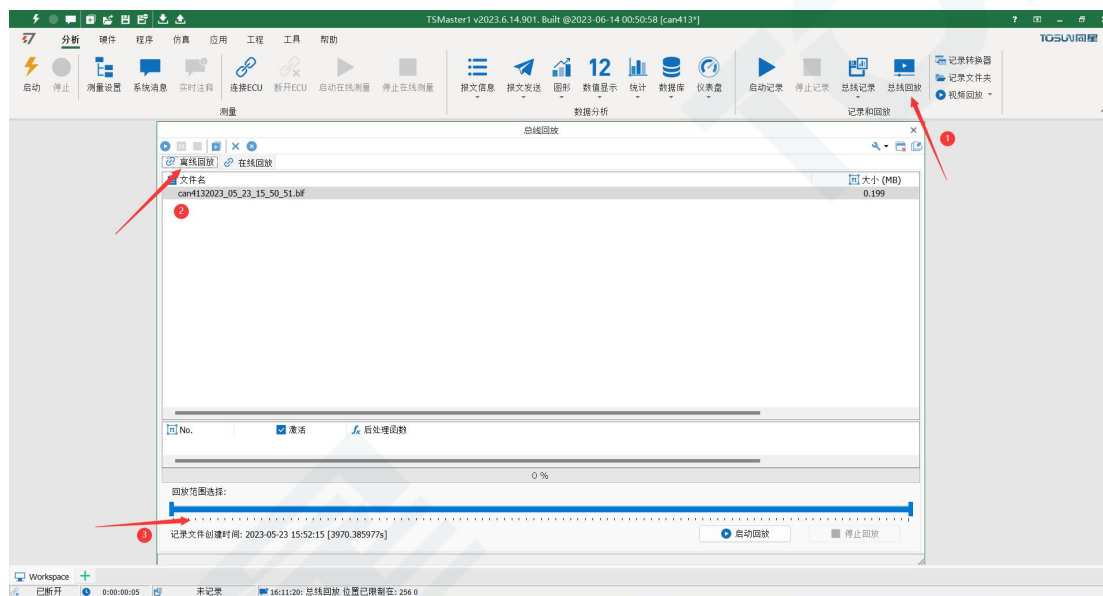 TSMaster1 v2023.6.14.901. Built @2023-06-14 00:50:58 [can413*]
分析 硬件 程序 仿真 应用 工程 工具 帮助
TOSUN同星
启动 停止 测量设置 系统消息 实时注释 连接ECU 断开ECU 启动在线测量 停止在线测量 报文信息 报文发送 图形 12 数值显示 统计 数据库 仪表盘 启动记录 停止记录 总线记录 总线回放
记录转换器
记录文件夹
视频回放
测量 数据分析 记录和回放
总线回放
1
离线回放 在线回放
文件名 大小 (MB)
can4132023_05_23_15_50_51.blf 0.199
2
No. 激活 后处理函数
0 %
回放范围选择:
3
记录文件创建时间: 2023-05-23 15:52:15 [3970.385977s]
启动回放 停止回放
Workspace
已断开 0:00:00:05 未记录 16:11:20: 总线回放 位置已限制在: 256 0